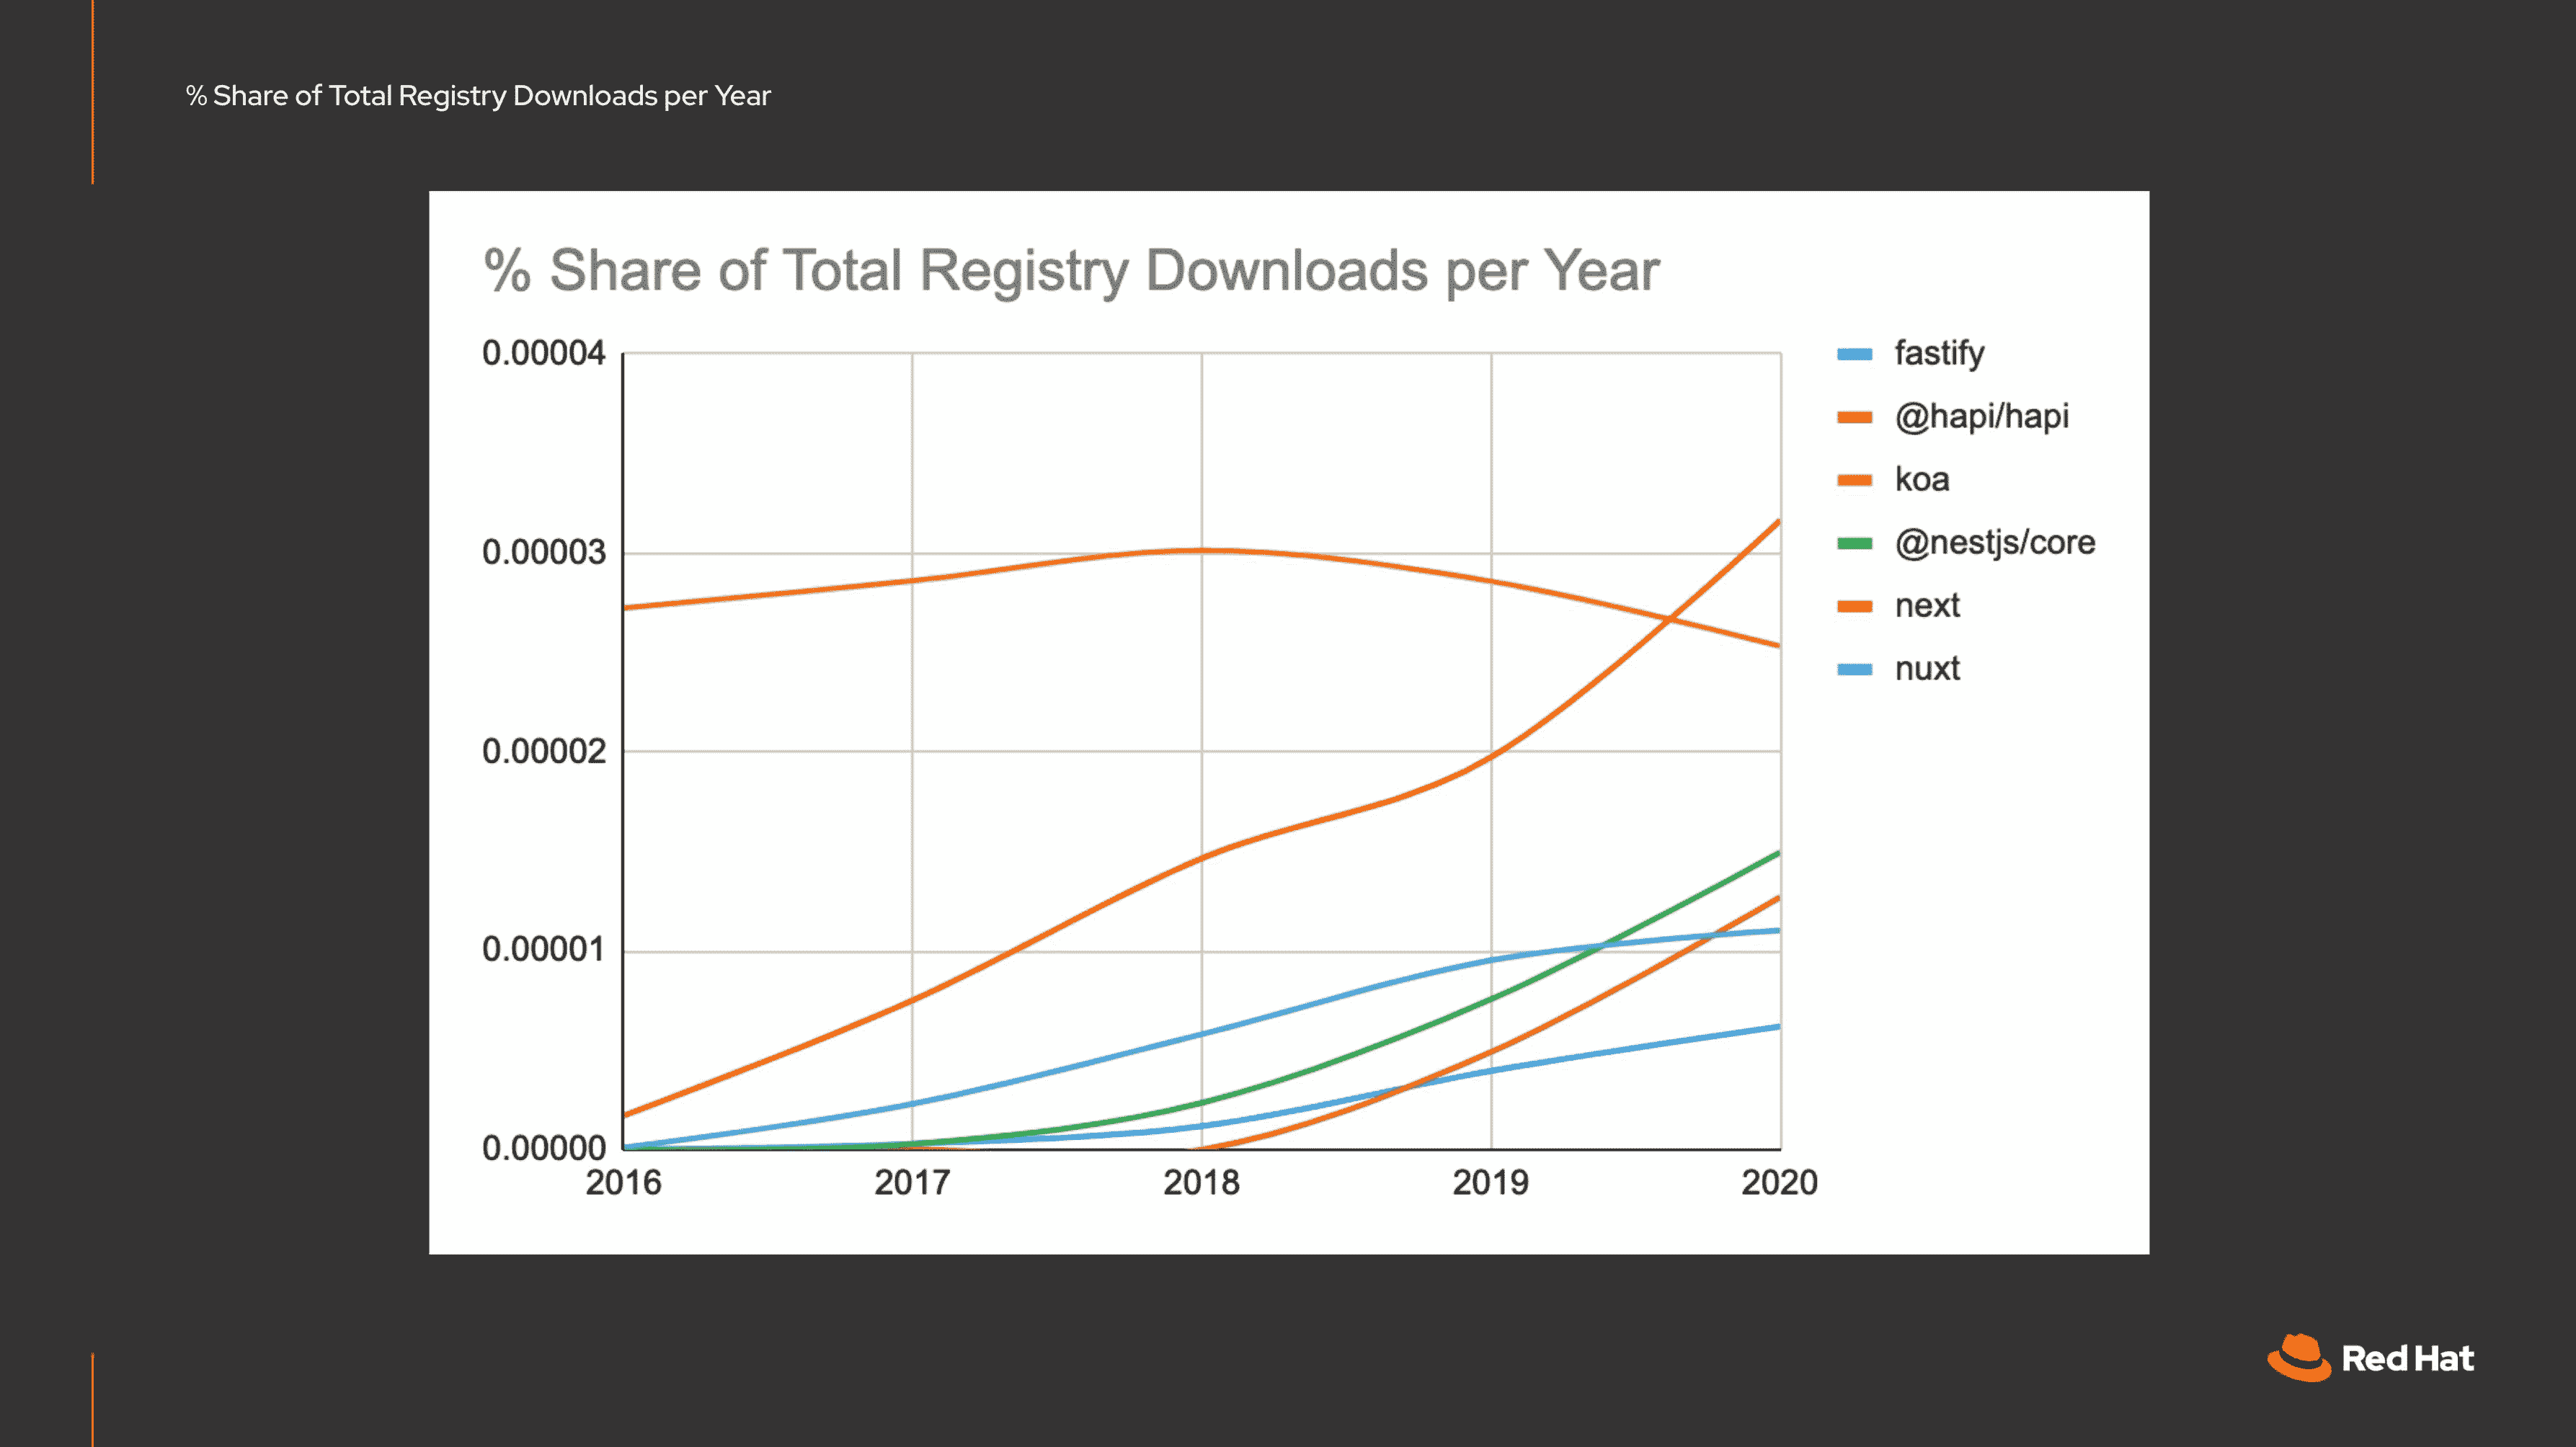 % Share of Total Registry Downloads per Year
% Share of Total Registry Downloads per Year
0.00004
0.00003
0.00002
0.00001
0.00000
2016 2017 2018 2019 2020
fastify
@hapi/hapi
koa
@nestjs/core
next
nuxt
Red Hat